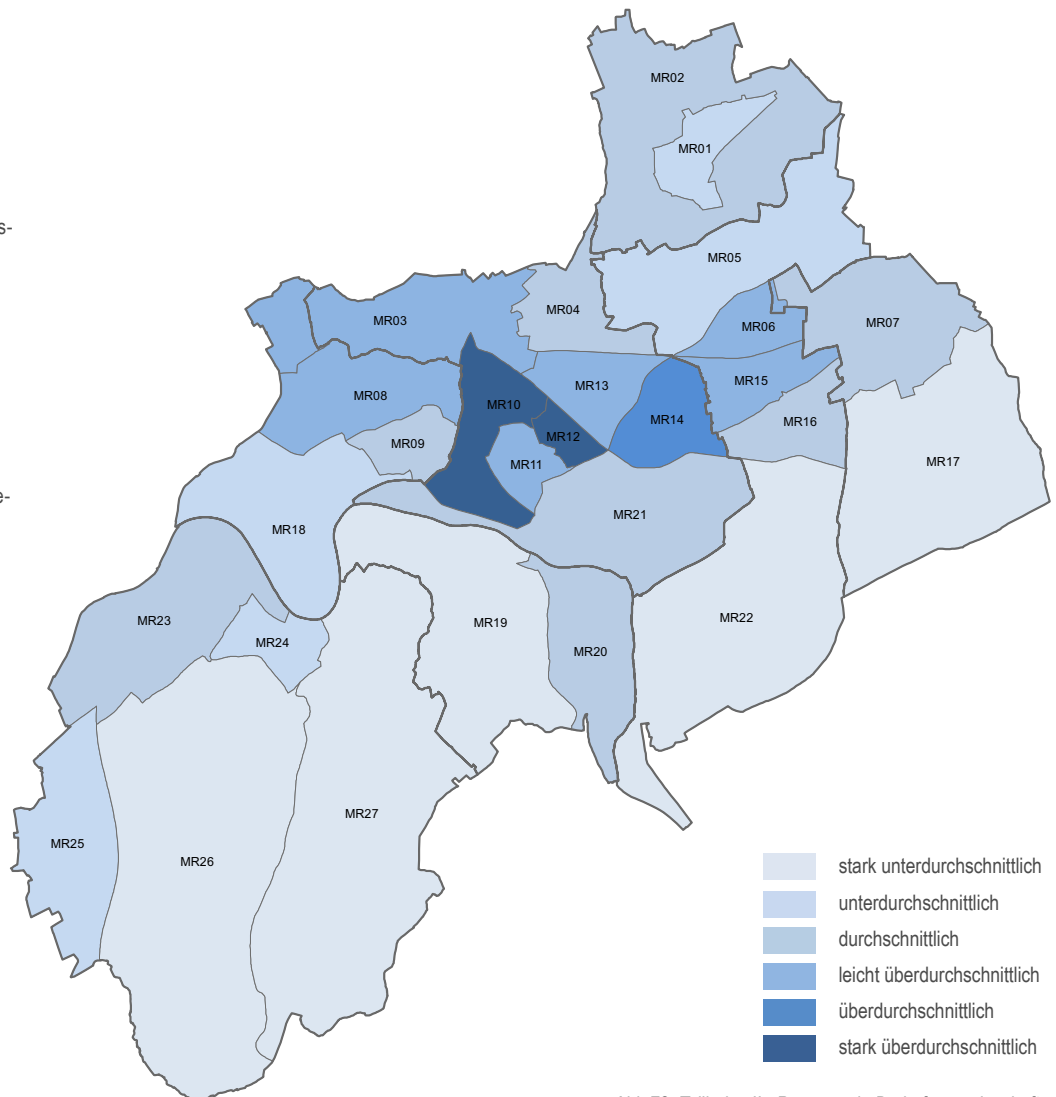 MR02
MR01
s-
MR05
MR04
MR03
MR06
MR07
MR13
MR15
MR08
MR10
MR14
MR16
MR12
MR09
MR11
MR17
e-
MR21
MR18
MR23
MR22
MR19
MR24
MR20
MR27
MR25
MR26
stark unterdurchschnittlich
unterdurchschnittlich
durchschnittlich
leicht überdurchschnittlich
überdurchschnittlich
stark überdurchschnittlich